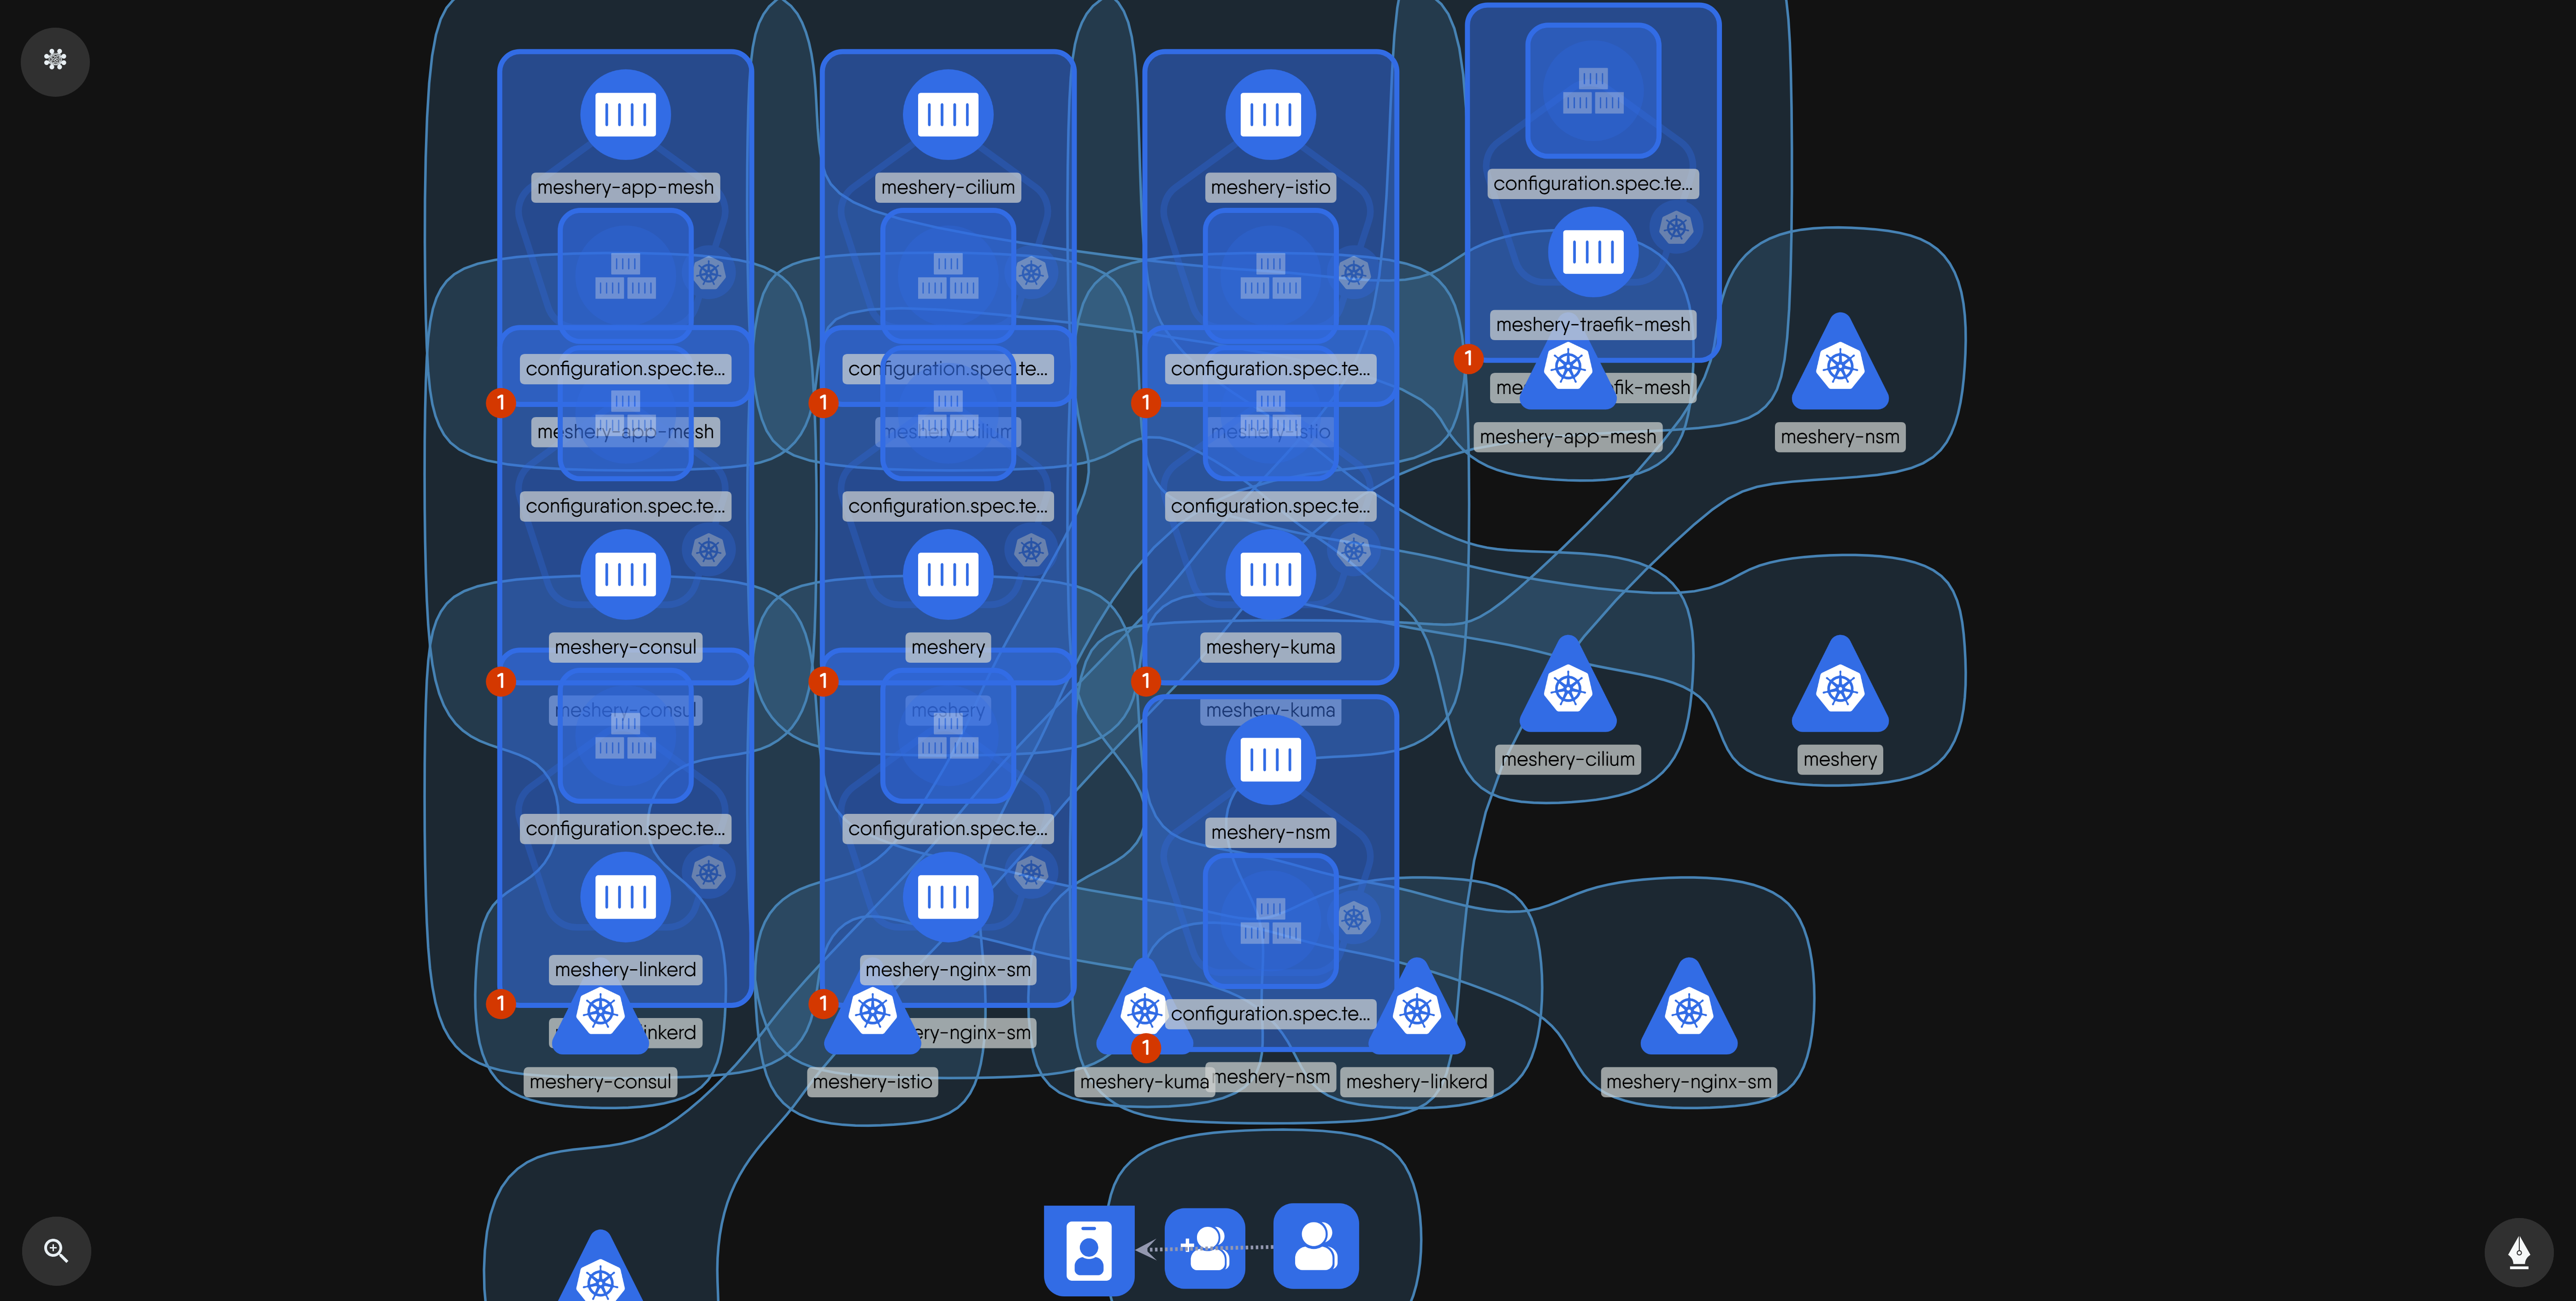 meshery-app-mesh
meshery-cilium
meshery-istio
configuration.spec.te...
meshery-traefik-mesh
configuration.spec.te...
configuration.spec.te...
configuration.spec.te...
1
1
1
1
fik-mesh
meshery-app-mesh
meshery-cilium
meshery-istio
meshery-app-mesh
meshery-nsm
configuration.spec.te...
configuration.spec.te...
configuration.spec.te...
meshery-consul
meshery
meshery-kuma
1
1
1
meshery-consul
meshery
meshery-kuma
meshery-cilium
meshery
configuration.spec.te...
configuration.spec.te...
meshery-nsm
meshery-linkerd
meshery-nginx-sm
1
1
configuration.spec.te...
inkerd
ery-nginx-sm
1
meshery-consul
meshery-istio
meshery-kuma
meshery-nsm
meshery-linkerd
meshery-nginx-sm